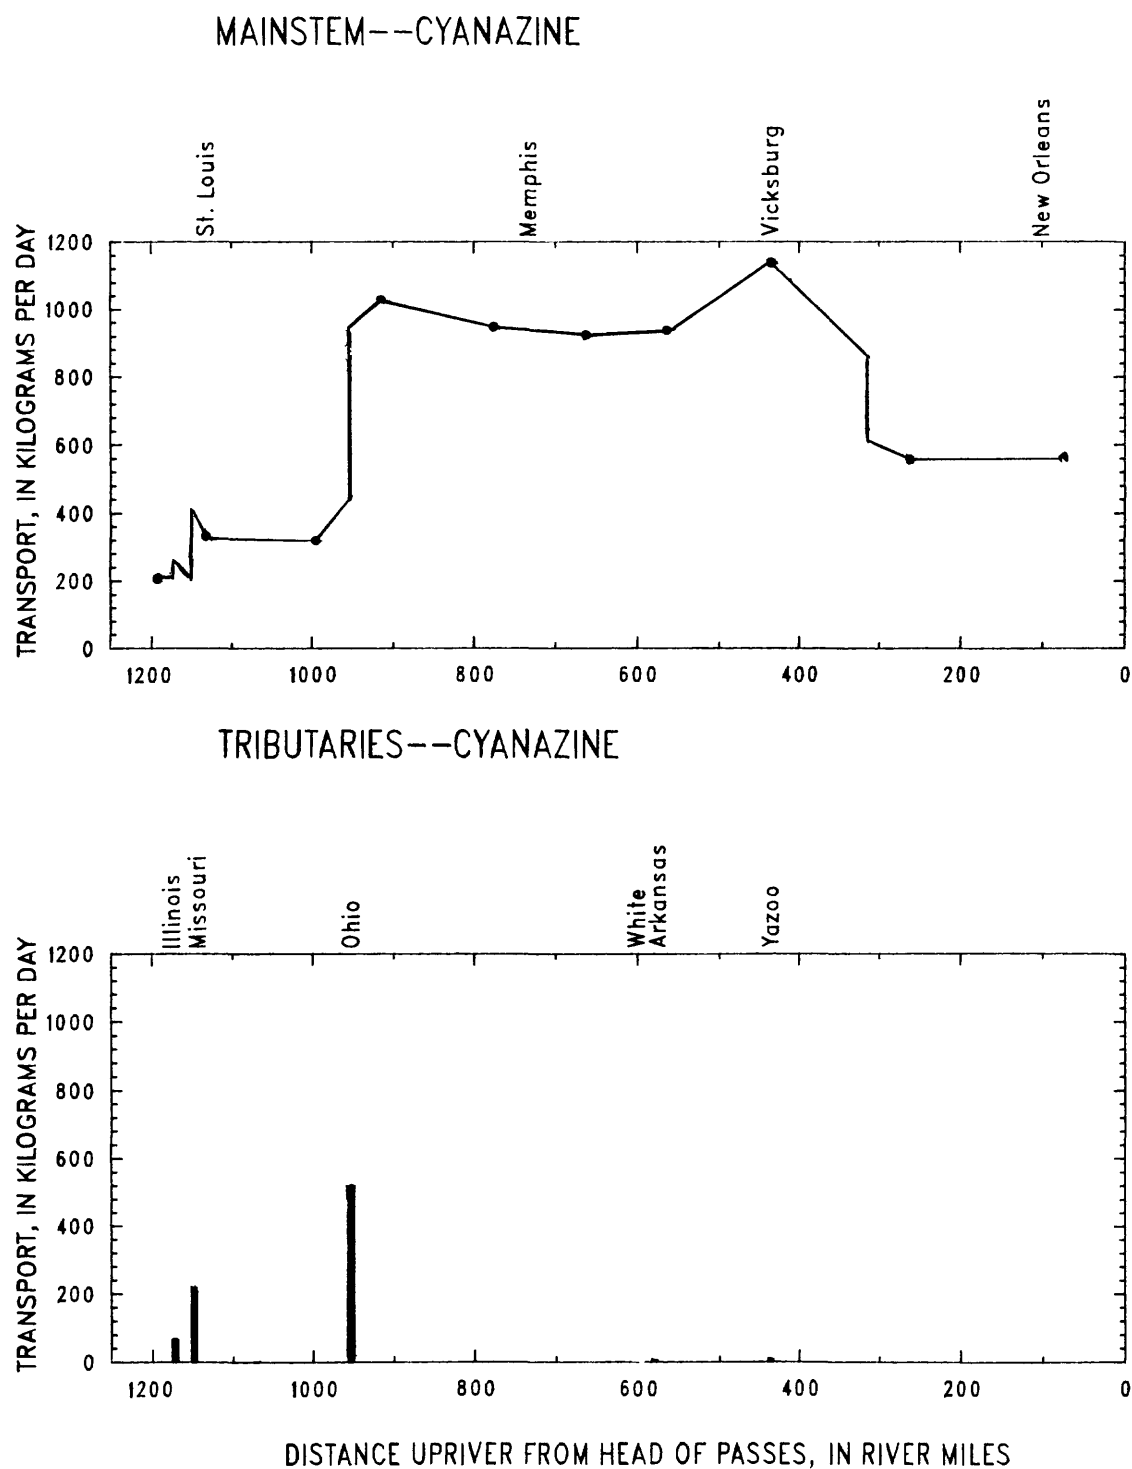 MAINSTEM--CYANAZINE
St. Louis
Memphis
Vicksburg
New Orleans
TRANSPORT, IN KILOGRAMS PER DAY
1200
1000
800
600
400
200
0
1200 1000 800 600 400 200 0
TRIBUTARIES--CYANAZINE
Illinois
Missouri
Ohio
White
Arkansas
Yazoo
TRANSPORT, IN KILOGRAMS PER DAY
1200
1000
800
600
400
200
0
1200 1000 800 600 400 200 0
DISTANCE UPRIVER FROM HEAD OF PASSES, IN RIVER MILES